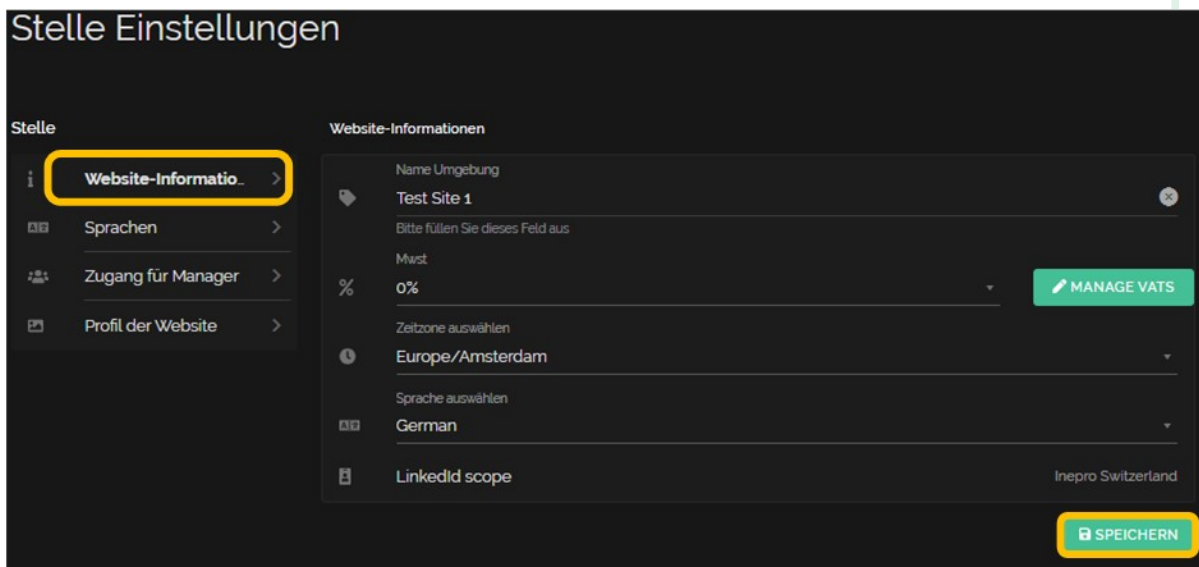 Stelle Einstellungen
Stelle
Website-Informatio...
Sprachen
Zugang für Manager
Profil der Website
Website-Informationen
Name Umgebung
Test Site 1
Bitte füllen Sie dieses Feld aus
Mwst
0%
MANAGE VATS
Zeitzone auswählen
Europe/Amsterdam
Sprache auswählen
German
LinkedId scope
Inepro Switzerland
SPEICHERN